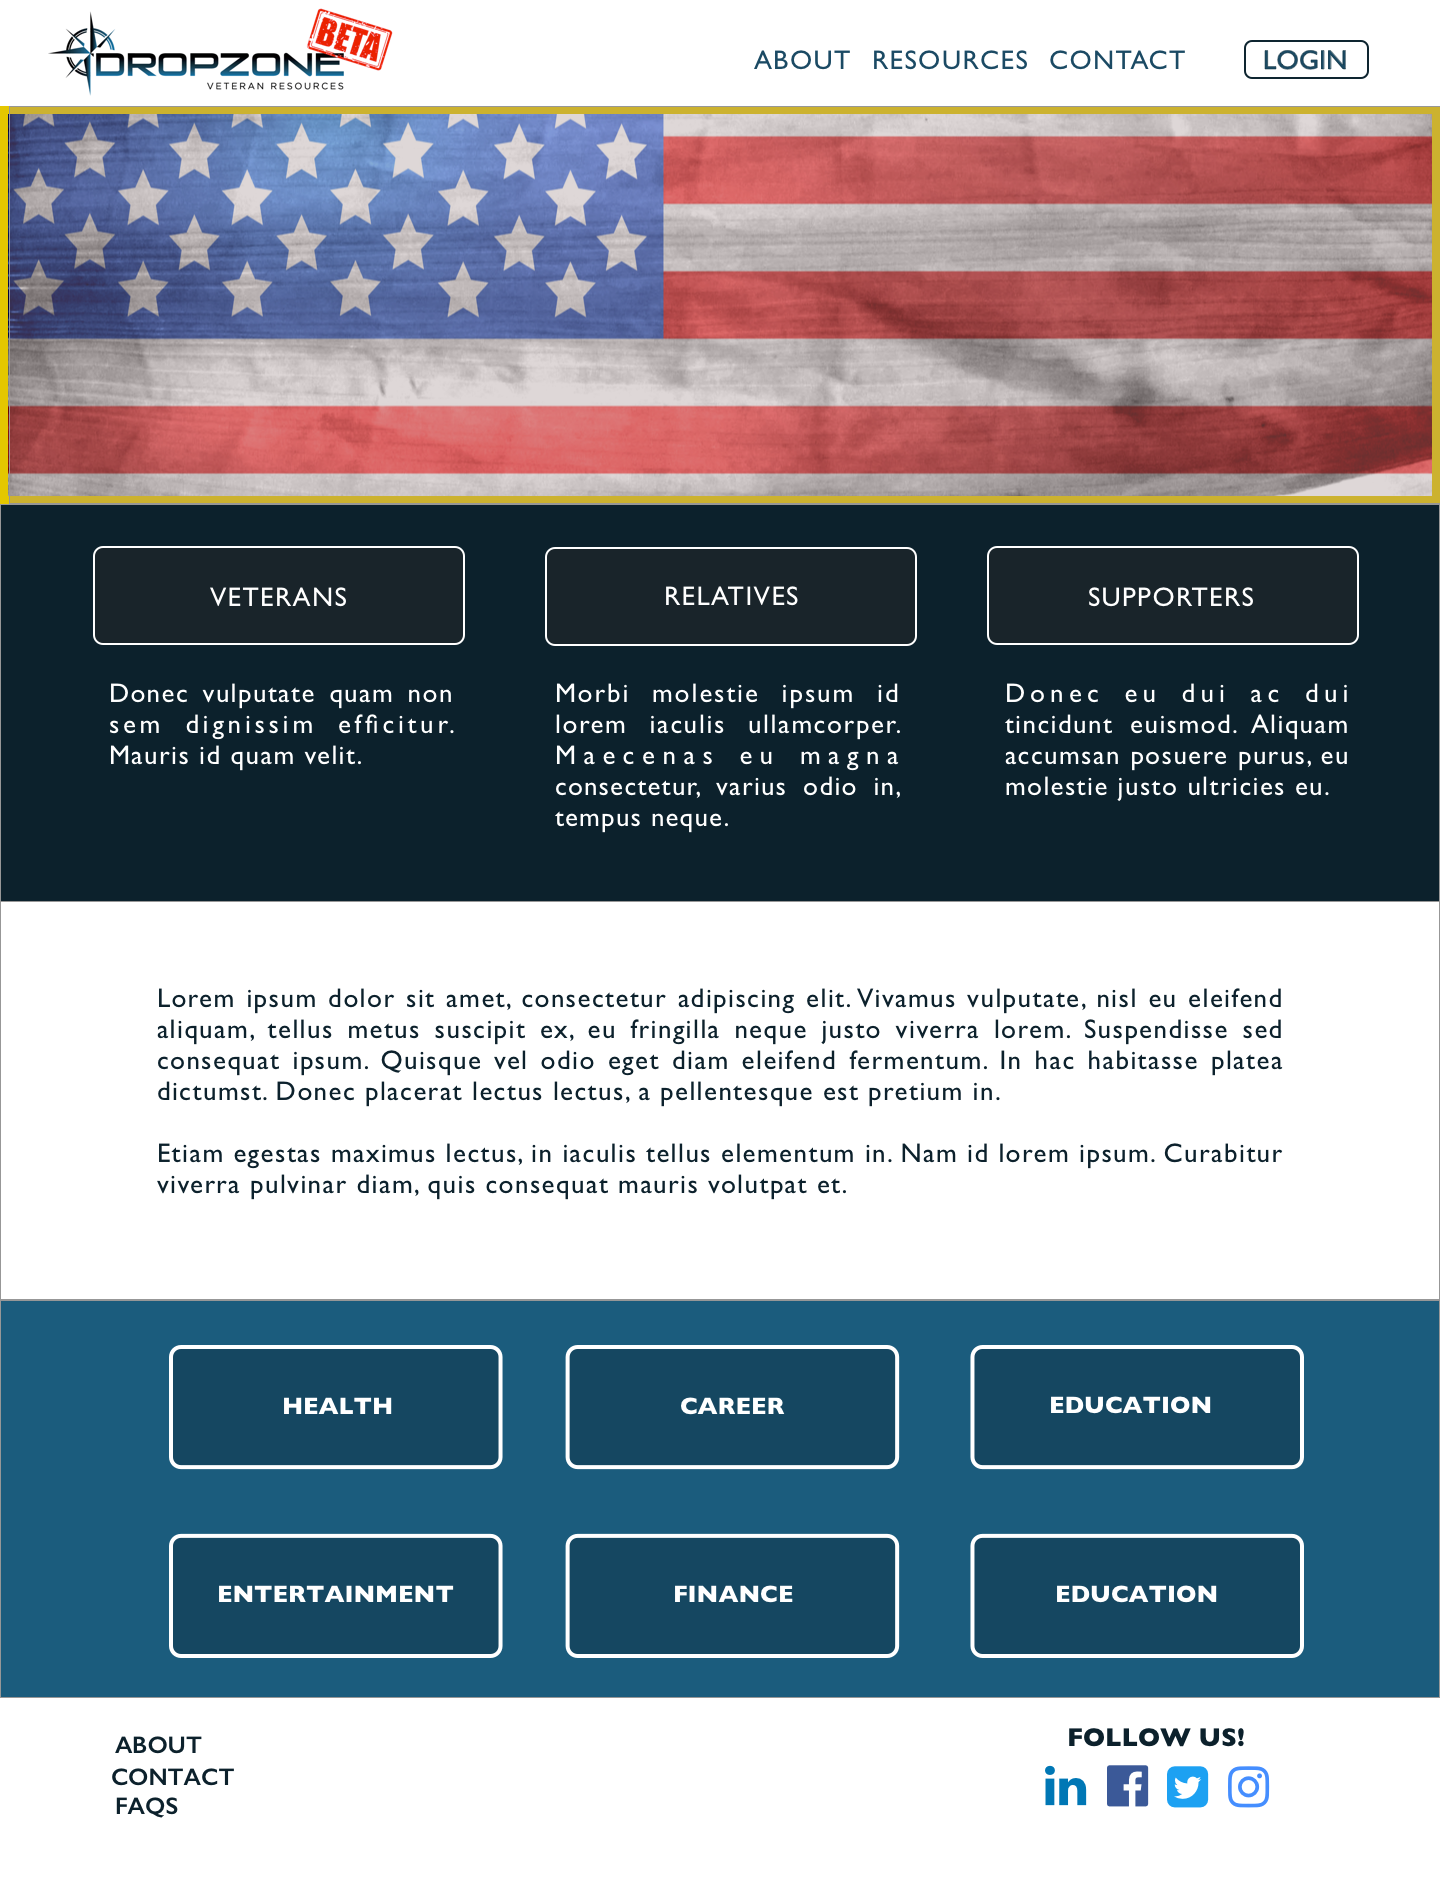 DROPZONE
BETA
VETERAN RESOURCES
ABOUT RESOURCES CONTACT LOGIN
VETERANS
RELATIVES
SUPPORTERS
Donec vulputate quam non
sem dignissim efficitur.
Mauris id quam velit.
Morbi molestie ipsum id
lorem iaculis ullamcorper.
Maecenas eu magna
consectetur, varius odio in,
tempus neque.
Donec eu dui ac dui
tincidunt euismod. Aliquam
accumsan posuere purus, eu
molestie justo ultricies eu.
Lorem ipsum dolor sit amet, consectetur adipiscing elit. Vivamus vulputate, nisl eu eleifend
aliquam, tellus metus suscipit ex, eu fringilla neque justo viverra lorem. Suspendisse sed
consequat ipsum. Quisque vel odio eget diam eleifend fermentum. In hac habitasse platea
dictumst. Donec placerat lectus lectus, a pellentesque est pretium in.
Etiam egestas maximus lectus, in iaculis tellus elementum in. Nam id lorem ipsum. Curabitur
viverra pulvinar diam, quis consequat mauris volutpat et.
HEALTH
CAREER
EDUCATION
ENTERTAINMENT
FINANCE
EDUCATION
ABOUT
CONTACT
FAQS
FOLLOW US!
in